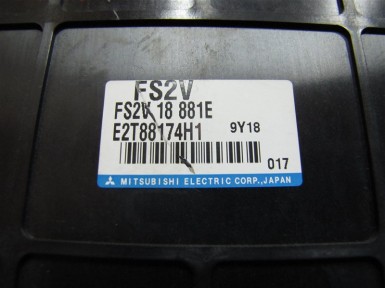 FS2V
FS2V 18 881E
E2T88174H1 9Y18
017
MITSUBISHI ELECTRIC CORP.,JAPAN